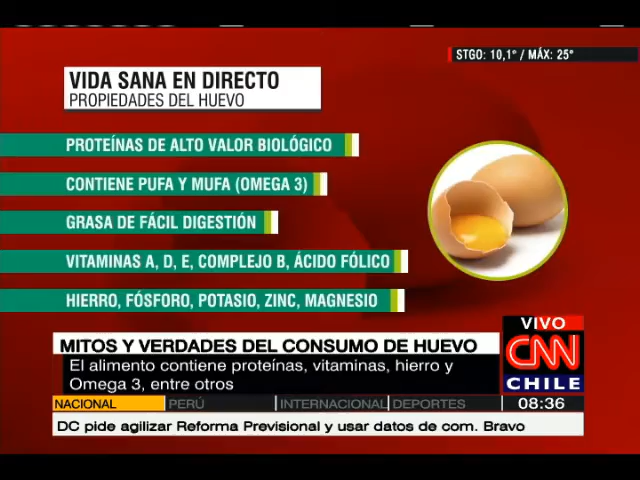 STGO: 10,1° / MÁX: 25°
VIDA SANA EN DIRECTO
PROPIEDADES DEL HUEVO
PROTEÍNAS DE ALTO VALOR BIOLÓGICO
CONTIENE PUFA Y MUFA (OMEGA 3)
GRASA DE FÁCIL DIGESTIÓN
VITAMINAS A, D, E, COMPLEJO B, ÁCIDO FÓLICO
HIERRO, FÓSFORO, POTASIO, ZINC, MAGNESIO
MITOS Y VERDADES DEL CONSUMO DE HUEVO
El alimento contiene proteínas, vitaminas, hierro y
Omega 3, entre otros
VIVO
CNN
CHILE
NACIONAL PERÚ INTERNACIONAL DEPORTES
08:36
DC pide agilizar Reforma Previsional y usar datos de com. Bravo